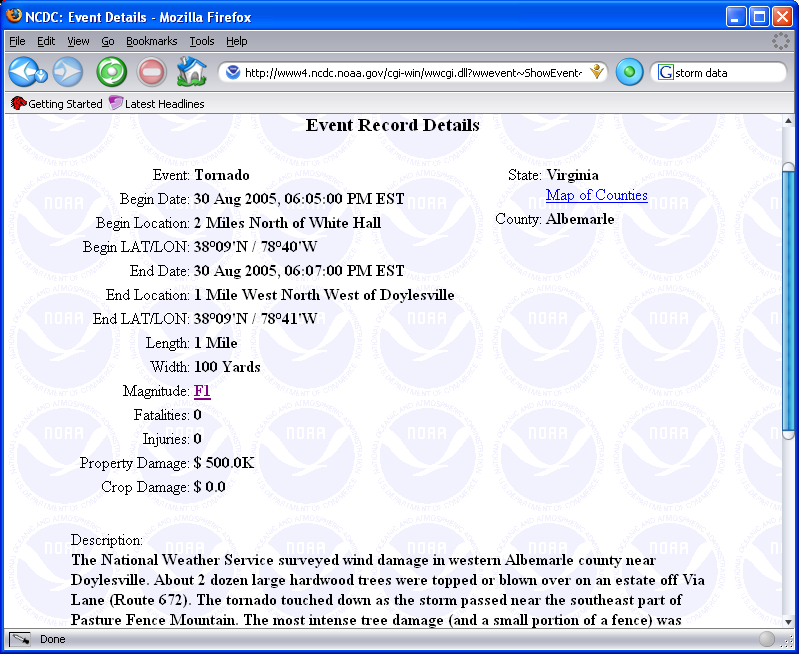 NCDC: Event Details - Mozilla Firefox
File Edit View Go Bookmarks Tools Help
http://www4.ncdc.noaa.gov/cgi-win/wwcgi.dll?wwevent~ShowEvent~ G storm data
Getting Started Latest Headlines
Event Record Details
Event: Tornado State: Virginia
Map of Counties
Begin Date: 30 Aug 2005, 06:05:00 PM EST
Begin Location: 2 Miles North of White Hall County: Albemarle
Begin LAT/LON: 38º09'N / 78º40'W
End Date: 30 Aug 2005, 06:07:00 PM EST
End Location: 1 Mile West North West of Doylesville
End LAT/LON: 38º09'N / 78º41'W
Length: 1 Mile
Width: 100 Yards
Magnitude: F1
Fatalities: 0
Injuries: 0
Property Damage: $ 500.0K
Crop Damage: $ 0.0
Description:
The National Weather Service surveyed wind damage in western Albemarle county near
Doylesville. About 2 dozen large hardwood trees were topped or blown over on an estate off Via
Lane (Route 672). The tornado touched down as the storm passed near the southeast part of
Pasture Fence Mountain. The most intense tree damage (and a small portion of a fence) was
Done
NOAA